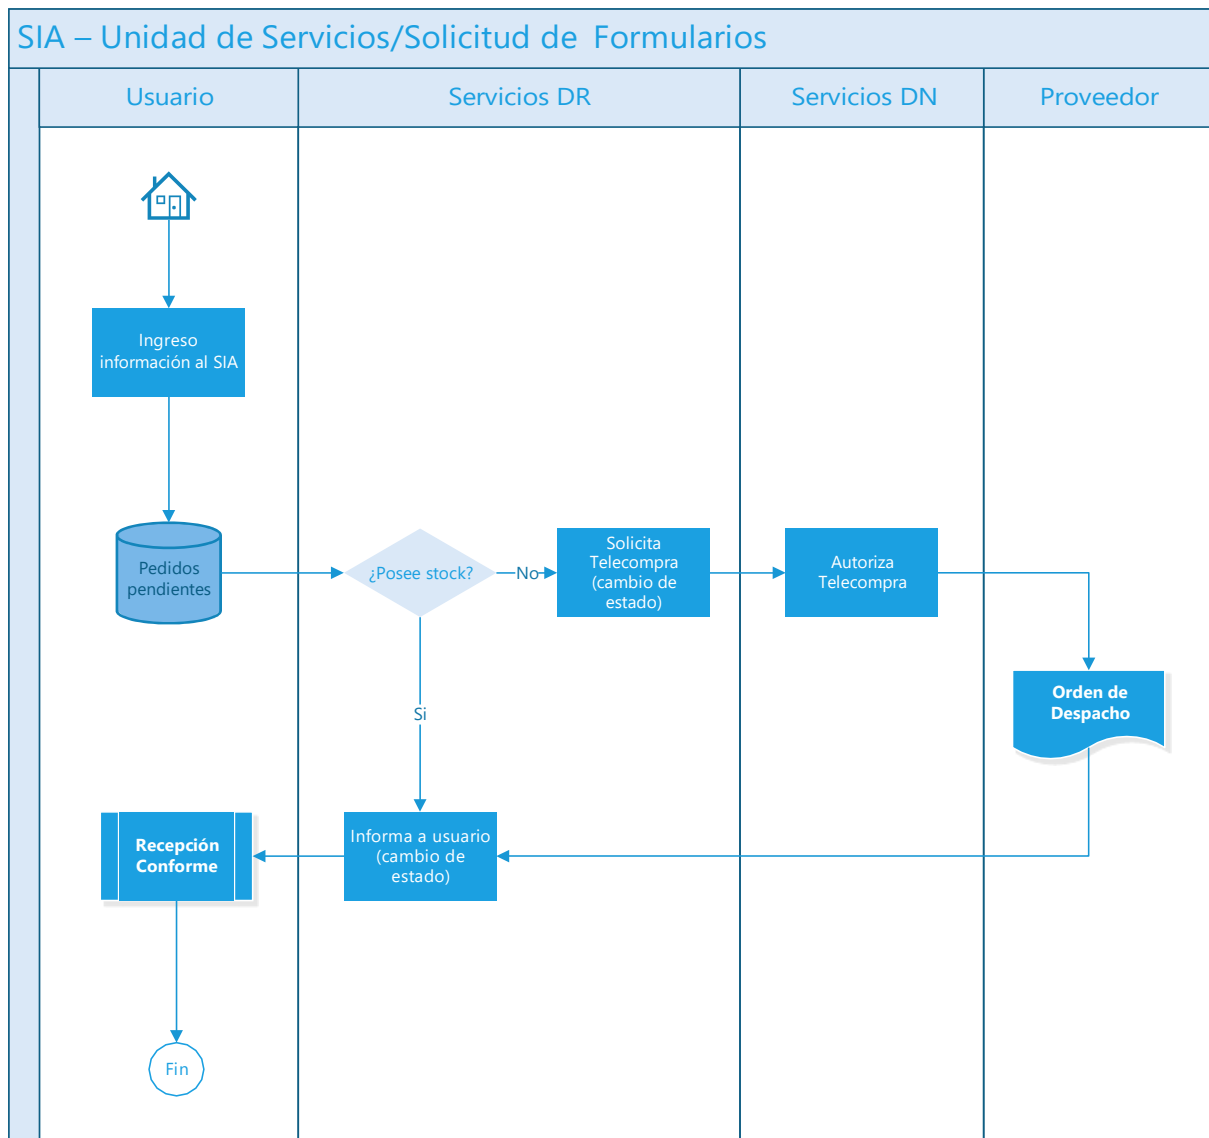 SIA – Unidad de Servicios/Solicitud de Formularios
Usuario
Servicios DR
Servicios DN
Proveedor
Ingreso
información al SIA
Pedidos
pendientes
¿Posee stock?
No
Solicita
Telecompra
(cambio de
estado)
Autoriza
Telecompra
Orden de
Despacho
Si
Recepción
Conforme
Informa a usuario
(cambio de
estado)
Fin